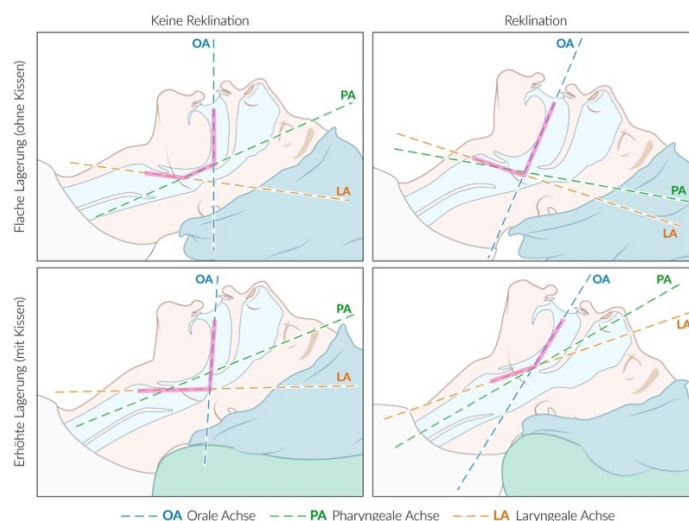 Keine Reklination
Reklination
Flache Lagerung (ohne Kissen)
OA
PA
LA
OA
PA
LA
Erhöhte Lagerung (mit Kissen)
OA
PA
LA
OA
PA
LA
OA Orale Achse
PA Pharyngeale Achse
LA Laryngeale Achse